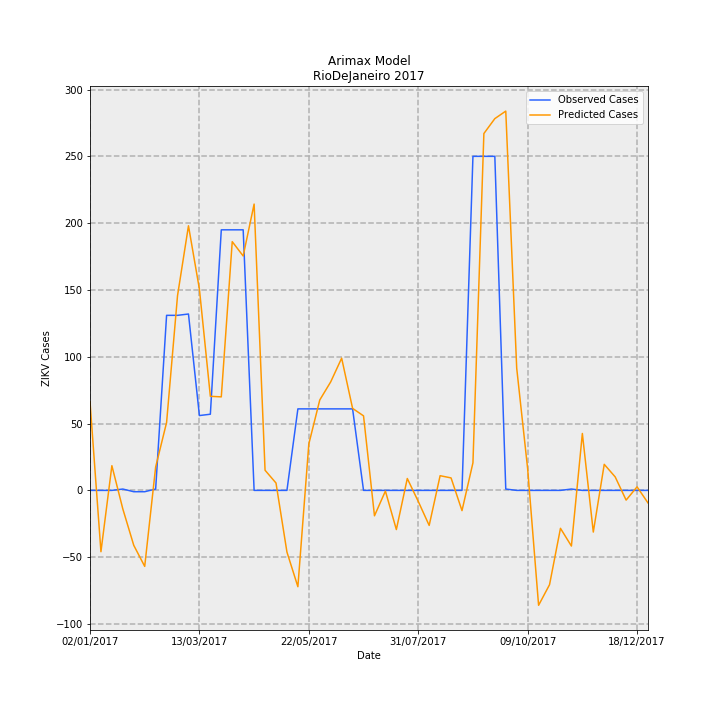 Arimax Model
RioDeJaneiro 2017
Observed Cases
Predicted Cases
ZIKV Cases
300
250
200
150
100
50
0
−50
−100
02/01/2017 13/03/2017 22/05/2017 31/07/2017 09/10/2017 18/12/2017
Date